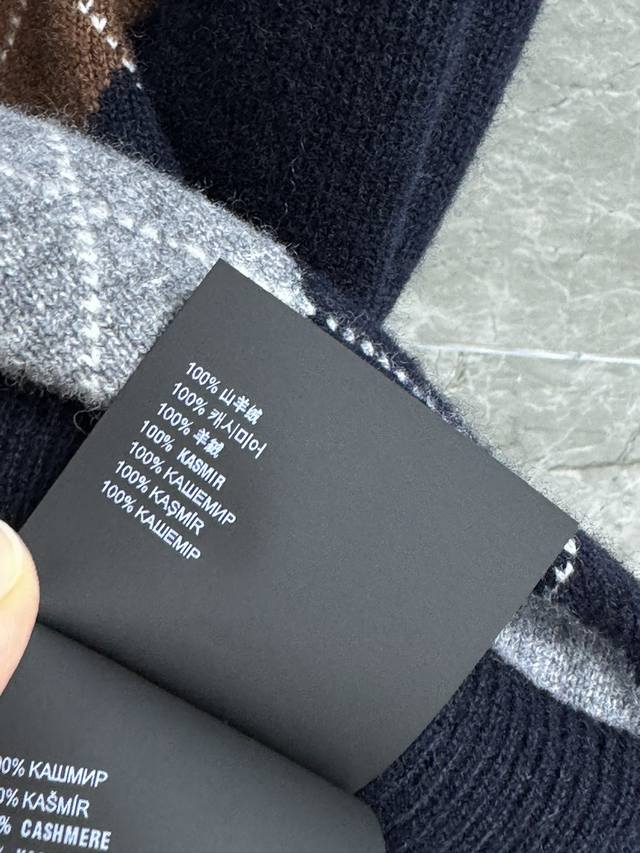 100% 山羊绒
100% 캐시미어
100% 羊絨
100% KASMIR
100% КАШЕМИР
100% KAŞMİR
100% КАШЕМІР
0% КАШМИР
0% KAŠMÍR
% CASHMERE